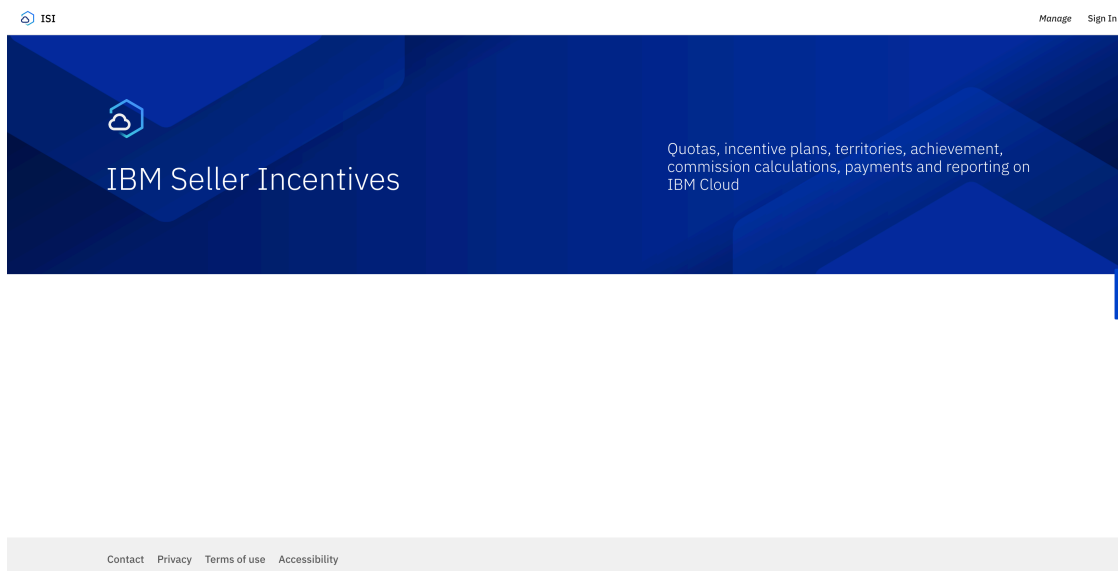 ISI
Manage Sign In
IBM Seller Incentives
Quotas, incentive plans, territories, achievement,
commission calculations, payments and reporting on
IBM Cloud
Contact Privacy Terms of use Accessibility